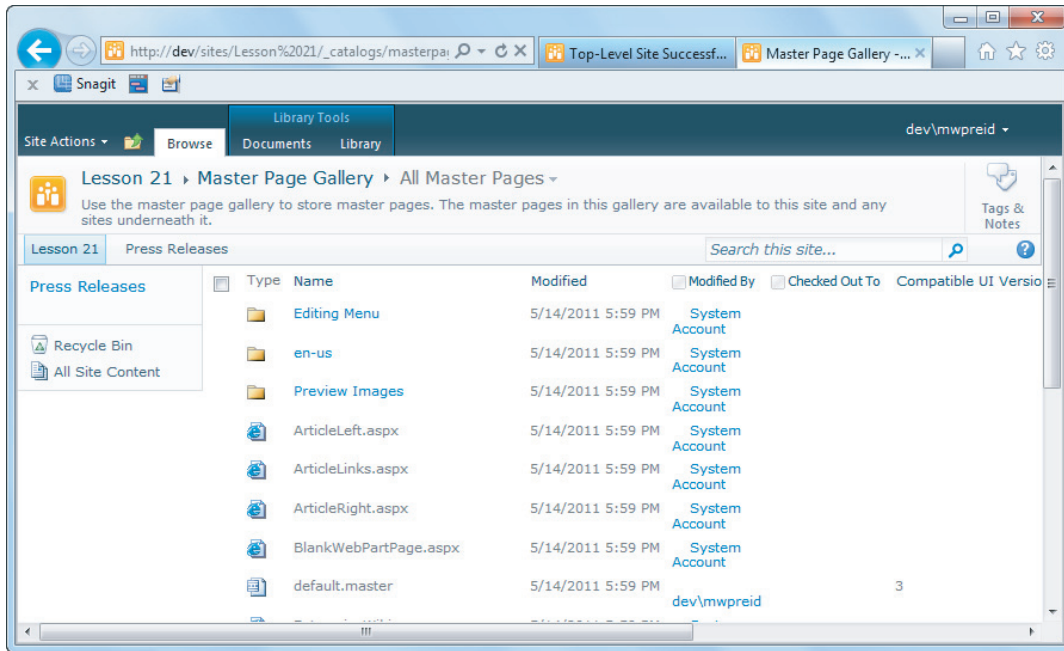 http://dev/sites/Lesson%2021/_catalogs/masterpa
Top-Level Site Successf...
Master Page Gallery -...
x Snagit
Library Tools
Site Actions
Browse
Documents
Library
dev\mwpreid
Lesson 21 Master Page Gallery All Master Pages
Use the master page gallery to store master pages. The master pages in this gallery are available to this site and any
sites underneath it.
Tags &
Notes
Lesson 21
Press Releases
Search this site...
Press Releases
Recycle Bin
All Site Content
Type Name Modified Modified By Checked Out To Compatible UI Versio
Editing Menu 5/14/2011 5:59 PM System
Account
en-us 5/14/2011 5:59 PM System
Account
Preview Images 5/14/2011 5:59 PM System
Account
ArticleLeft.aspx 5/14/2011 5:59 PM System
Account
ArticleLinks.aspx 5/14/2011 5:59 PM System
Account
ArticleRight.aspx 5/14/2011 5:59 PM System
Account
BlankWebPartPage.aspx 5/14/2011 5:59 PM System
Account
default.master 5/14/2011 5:59 PM 3
dev\mwpreid